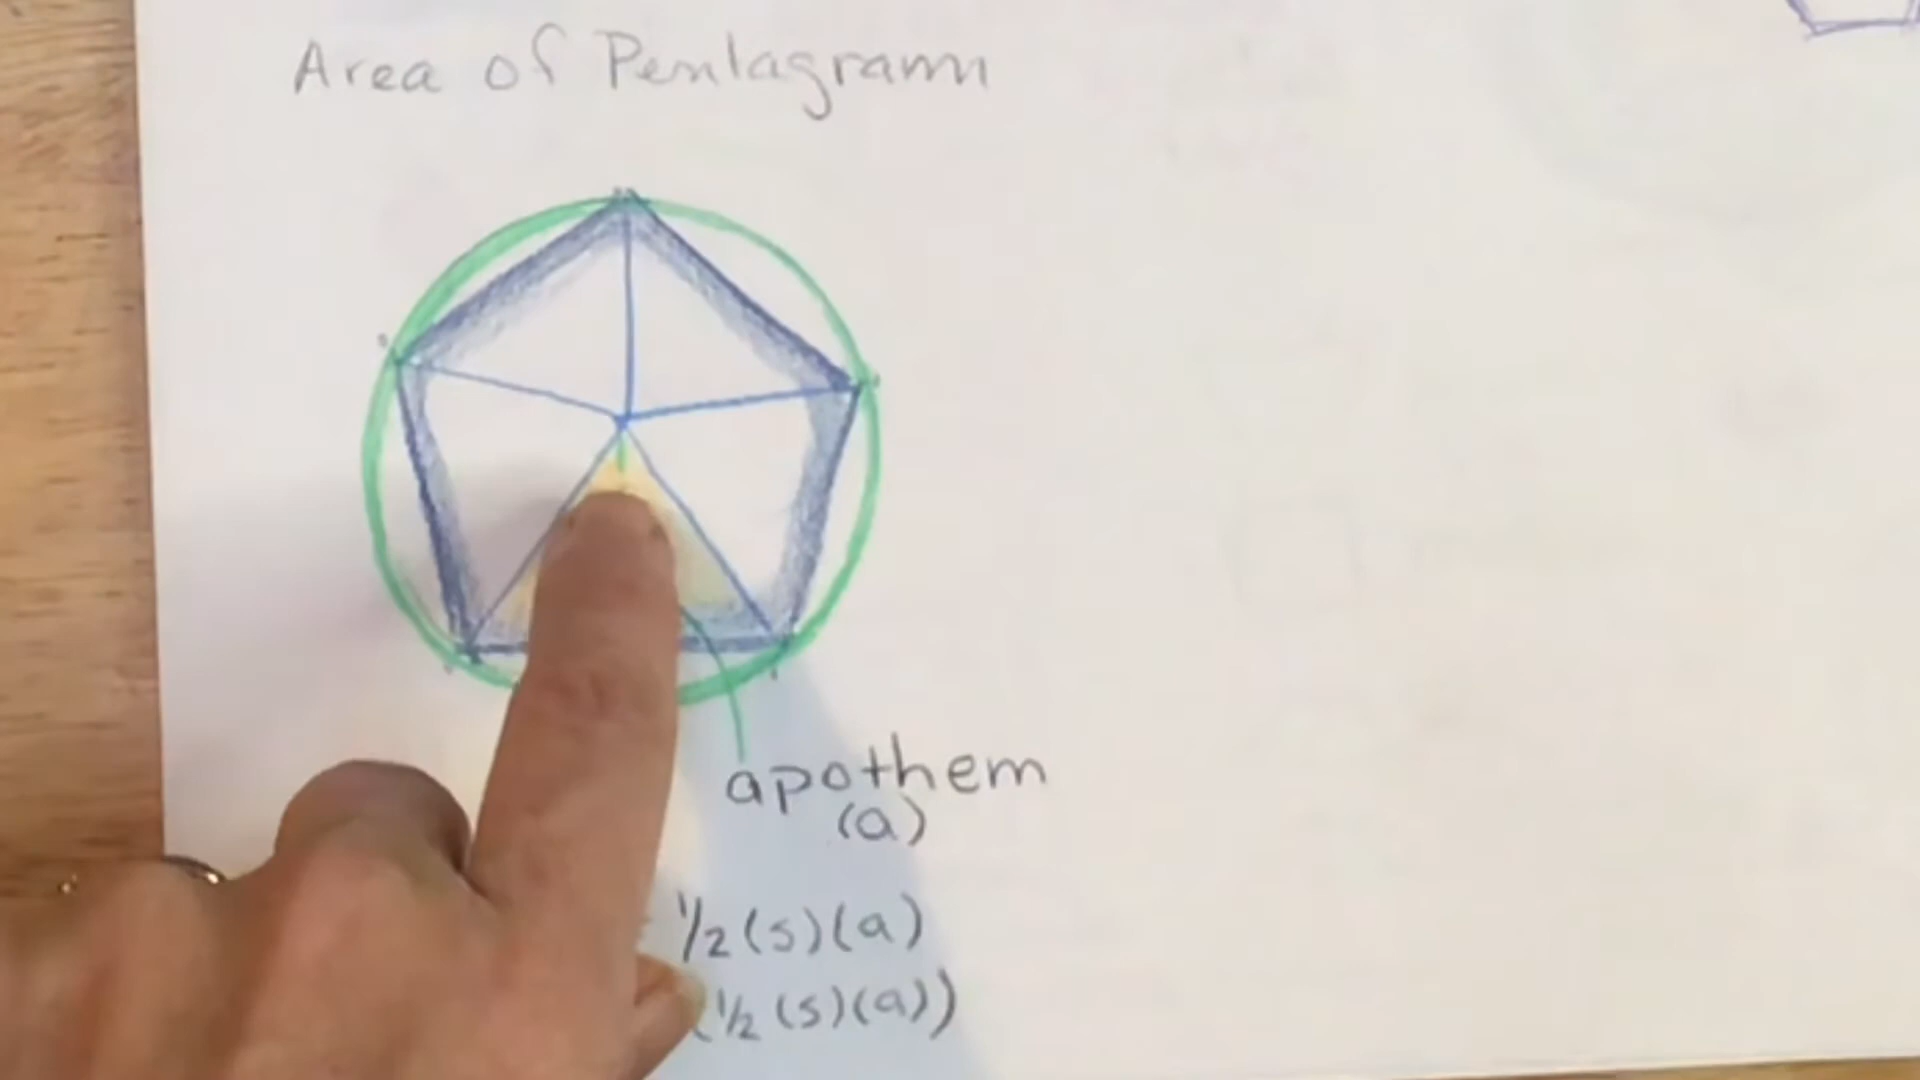 Area of Pentagram
apothem
(a)
1/2(s)(a)
(1/2(s)(a))